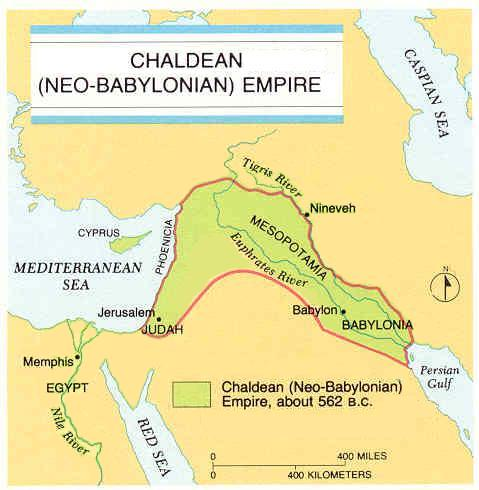 CHALDEAN
(NEO-BABYLONIAN) EMPIRE
CASPIAN SEA
Tigris River
Nineveh
MESOPOTAMIA
CYPRUS
PHOENICIA
Euphrates River
MEDITERRANEAN
SEA
N
Jerusalem
JUDAH
Babylon
BABYLONIA
Memphis
EGYPT
Persian
Gulf
Nile River
RED SEA
Chaldean (Neo-Babylonian)
Empire, about 562 B.C.
0 400 MILES
0 400 KILOMETERS